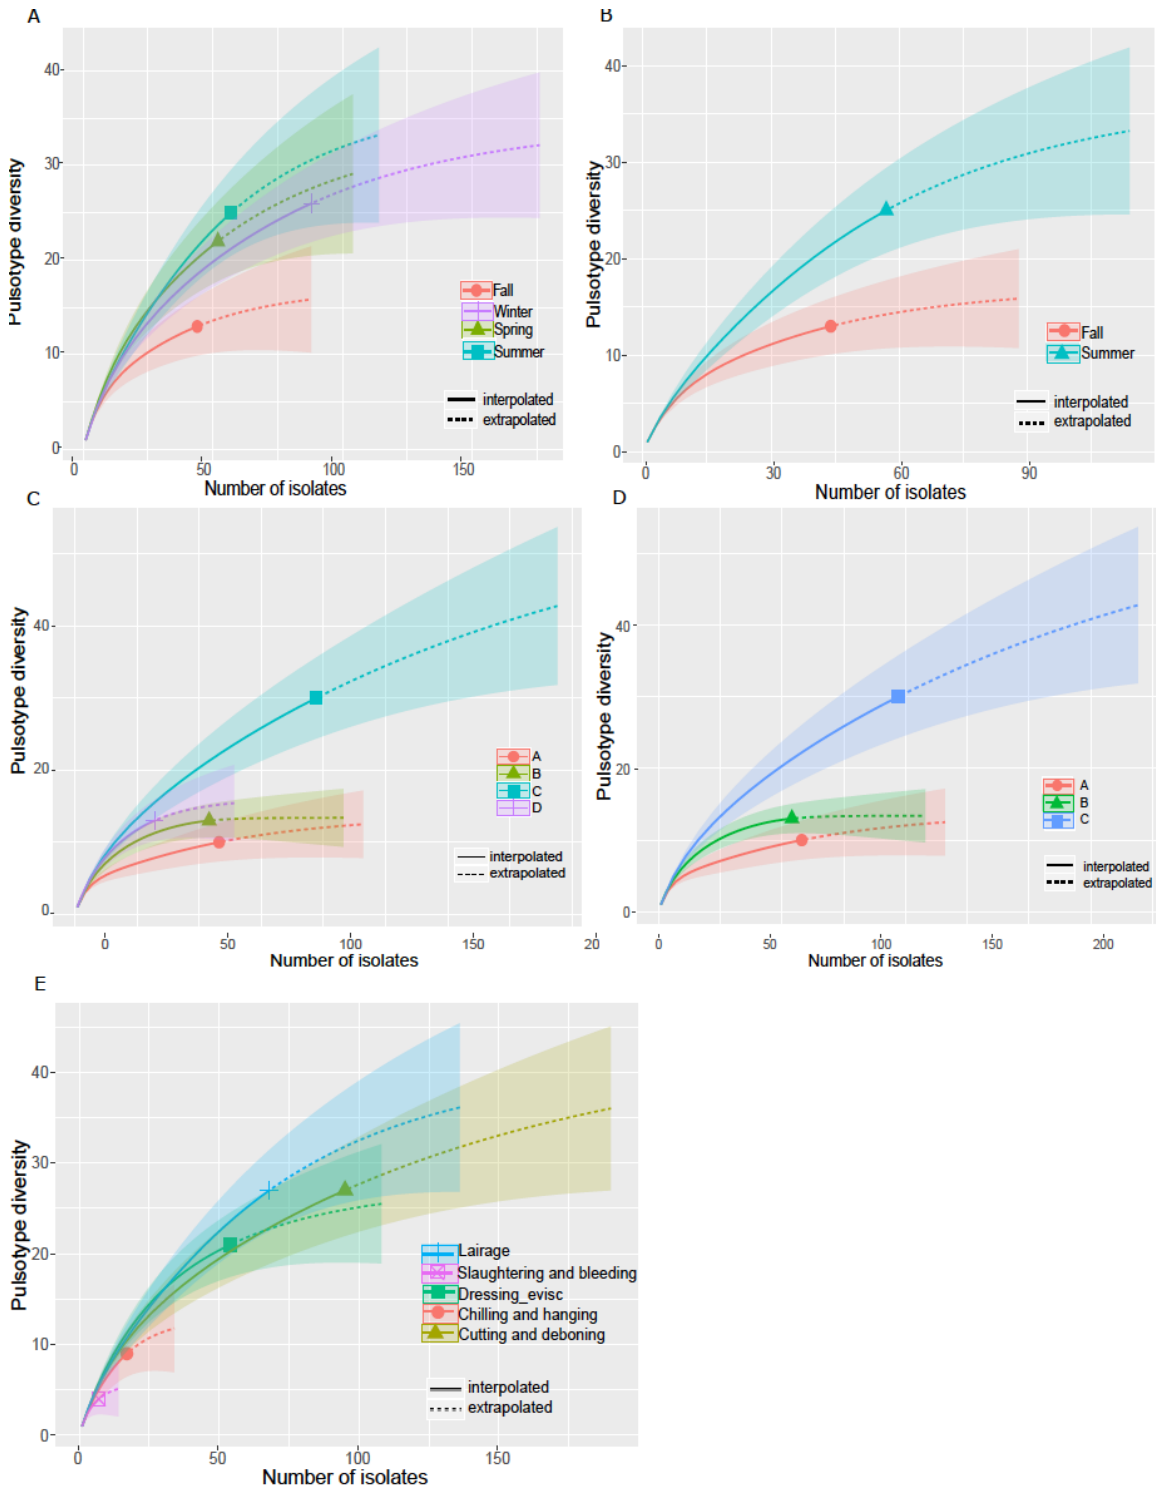 A
Pulsotype diversity
40
30
20
10
0
Fall
Winter
Spring
Summer
interpolated
extrapolated
0 50 100 150
Number of isolates
B
Pulsotype diversity
40
30
20
10
0
Fall
Summer
interpolated
extrapolated
0 30 60 90
Number of isolates
C
Pulsotype diversity
40
20
0
A
B
C
D
interpolated
extrapolated
0 50 100 150 20
Number of isolates
D
Pulsotype diversity
40
20
0
A
B
C
interpolated
extrapolated
0 50 100 150 200
Number of isolates
E
Pulsotype diversity
40
30
20
10
0
Lairage
Slaughtering and bleeding
Dressing_evisc
Chilling and hanging
Cutting and deboning
interpolated
extrapolated
0 50 100 150
Number of isolates